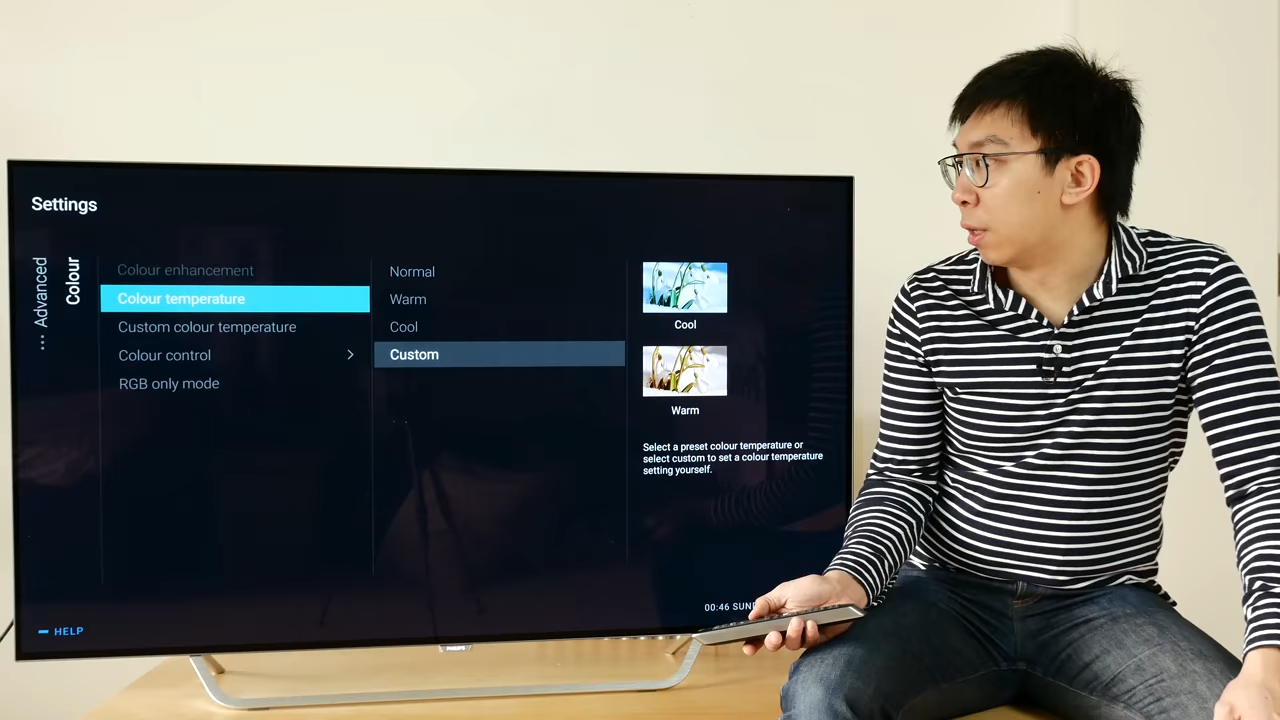 Settings
... Advanced
Colour
Colour enhancement
Colour temperature
Custom colour temperature
Colour control
RGB only mode
Normal
Warm
Cool
Custom
Cool
Warm
Select a preset colour temperature or
select custom to set a colour temperature
setting yourself.
00:46
HELP
PHILIPS